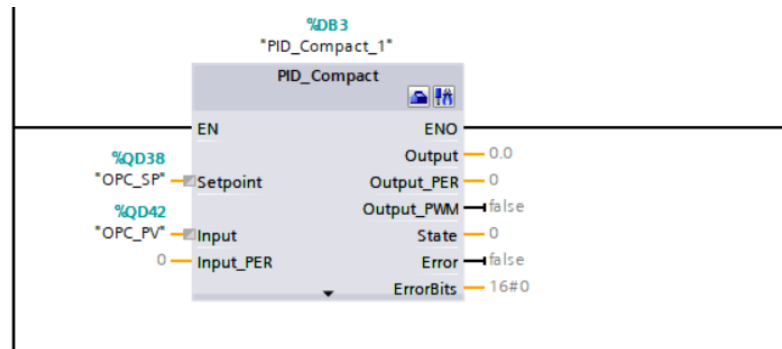 %DB3
"PID_Compact_1"
PID_Compact
EN ENO
Output 0.0
%QD38
"OPC_SP" Setpoint Output_PER 0
%QD42 Output_PWM false
"OPC_PV" Input State 0
0 Input_PER Error false
ErrorBits 16#0